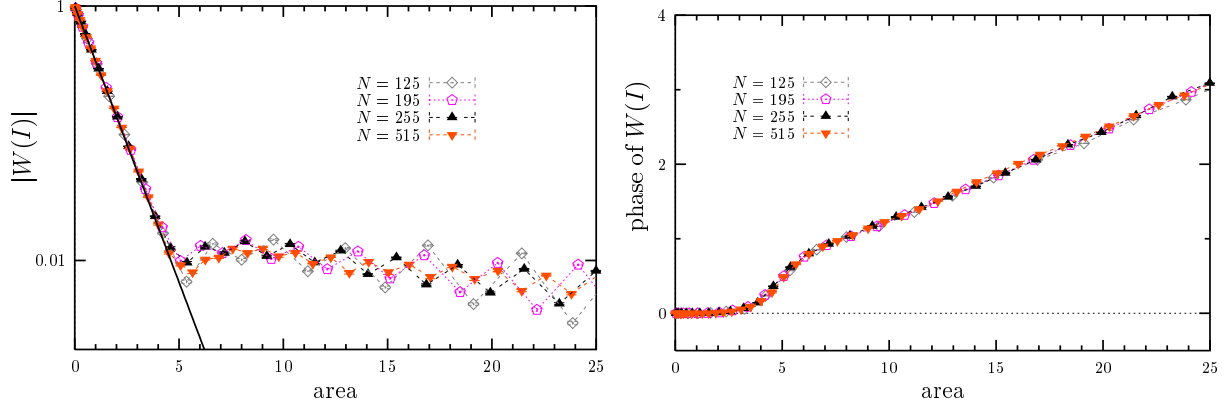 1
0.01
|W(I)|
N = 125
N = 195
N = 255
N = 515
0 5 10 15 20 25
area
4
2
0
phase of W(I)
N = 125
N = 195
N = 255
N = 515
0 5 10 15 20 25
area